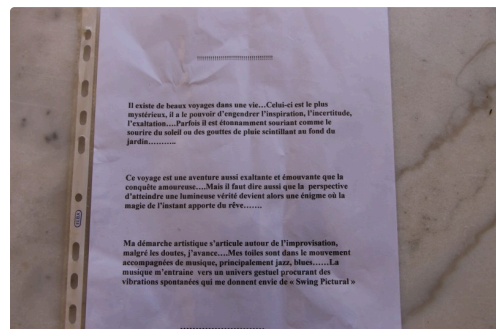 Il existe de beaux voyages dans une vie...Celui-ci est le plus
mystérieux, il a le pouvoir d'engendrer l'inspiration, l'incertitude,
l'exaltation....Parfois il est étonnamment souriant comme le
sourire du soleil ou des gouttes de pluie scintillant au fond du
jardin...........
Ce voyage est une aventure aussi exaltante et émouvante que la
conquête amoureuse....Mais il faut dire aussi que la perspective
d'atteindre une lumineuse vérité devient alors une énigme où la
magie de l'instant apporte du rêve.......
Ma démarche artistique s'articule autour de l'improvisation,
malgré les doutes, j'avance....Mes toiles sont dans le mouvement
accompagnées de musique, principalement jazz, blues......La
musique m'entraine vers un univers gestuel procurant des
vibrations spontanées qui me donnent envie de « Swing Pictural »